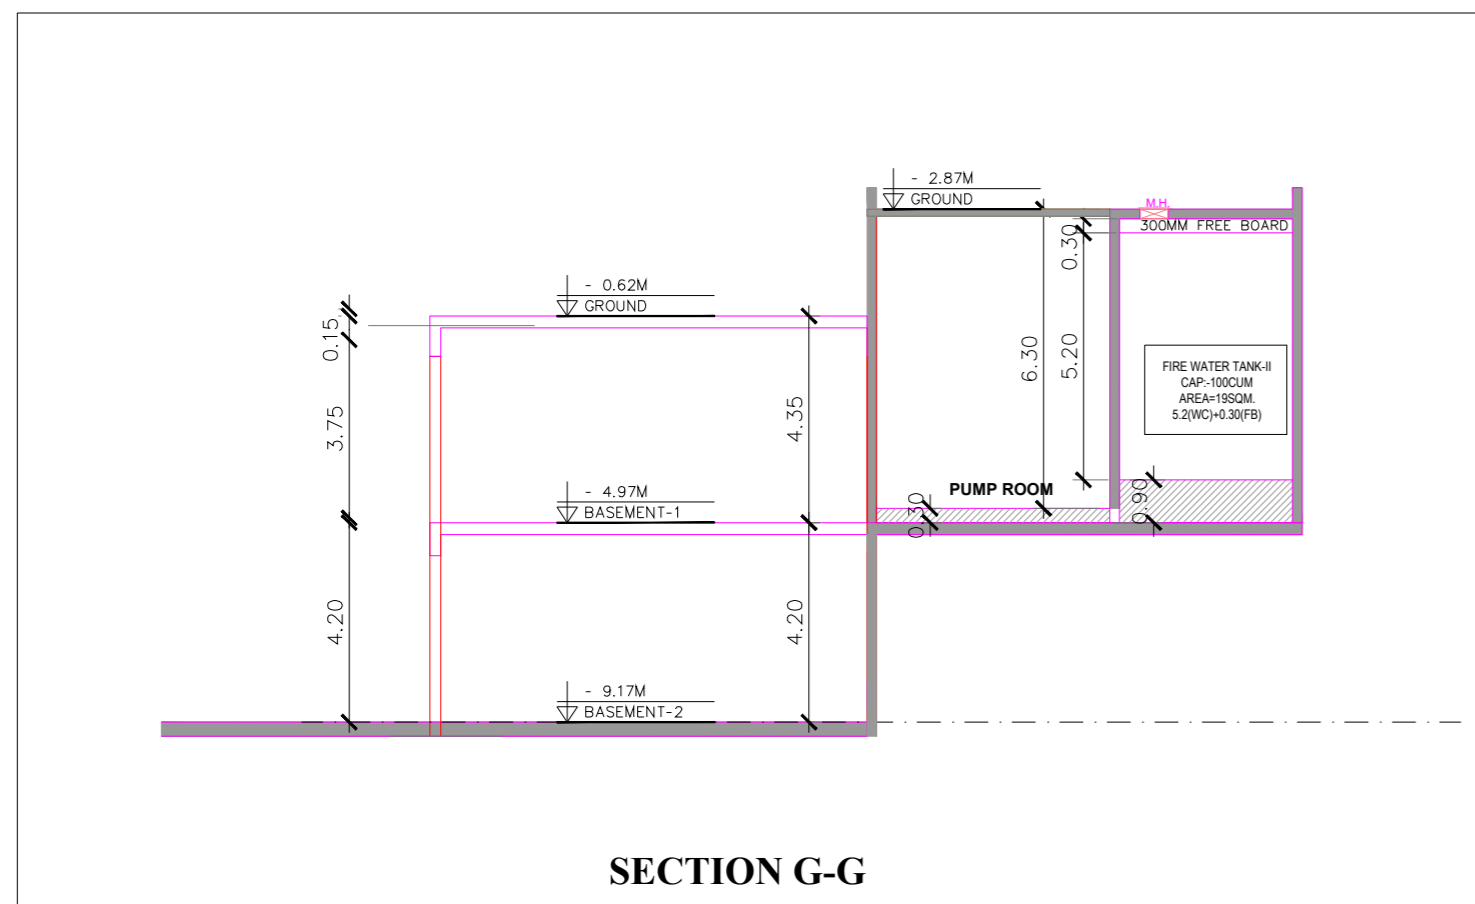 - 2.87M
GROUND
M.H.
300MM FREE BOARD
0.30
- 0.62M
GROUND
0.15
6.30
5.20
FIRE WATER TANK-II
CAP:-100CUM
AREA=19SQM.
5.2(WC)+0.30(FB)
3.75
4.35
- 4.97M
BASEMENT-1
PUMP ROOM
0.30
0.90
4.20
4.20
- 9.17M
BASEMENT-2
SECTION G-G